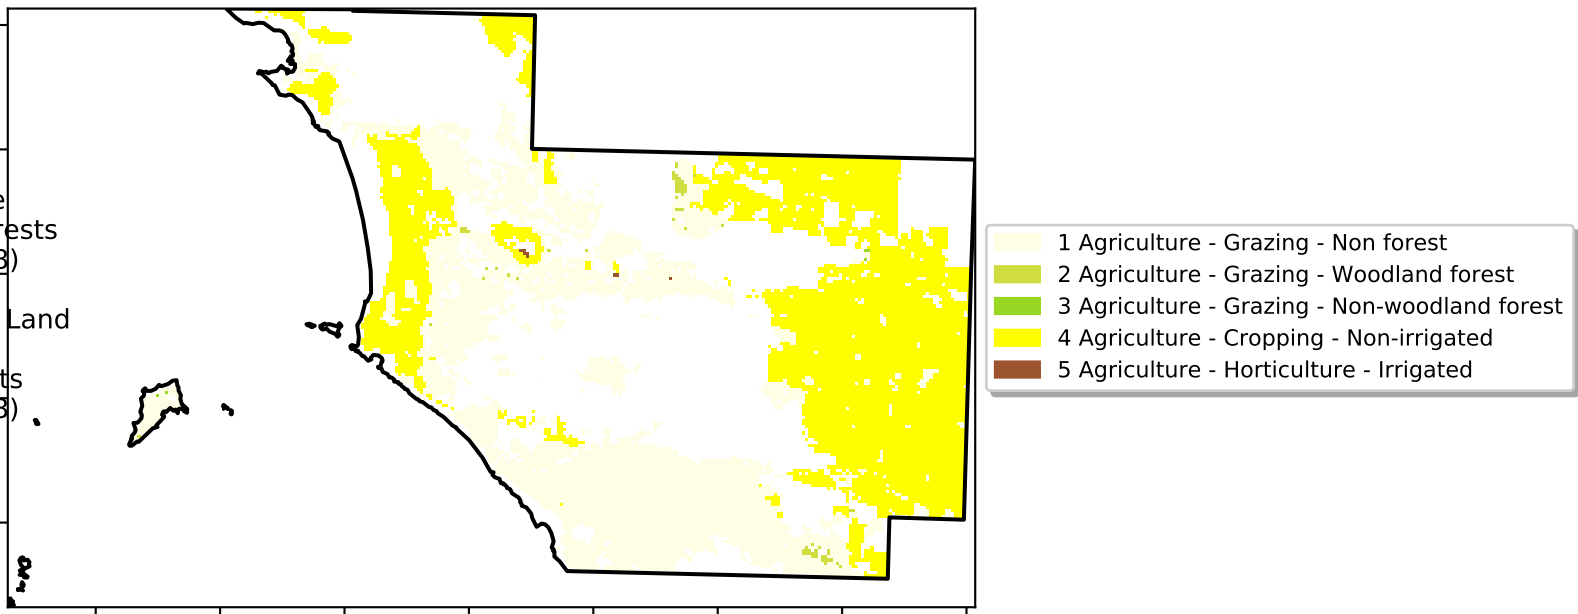 rests
Land
1 Agriculture - Grazing - Non forest
2 Agriculture - Grazing - Woodland forest
3 Agriculture - Grazing - Non-woodland forest
4 Agriculture - Cropping - Non-irrigated
5 Agriculture - Horticulture - Irrigated